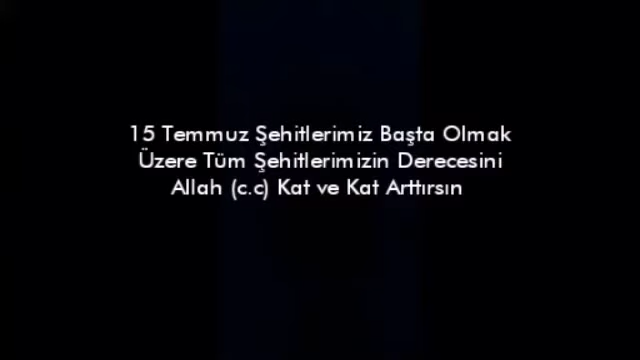 15 Temmuz Şehitlerimiz Başta Olmak
Üzere Tüm Şehitlerimizin Derecesini
Allah (c.c) Kat ve Kat Arttırsın